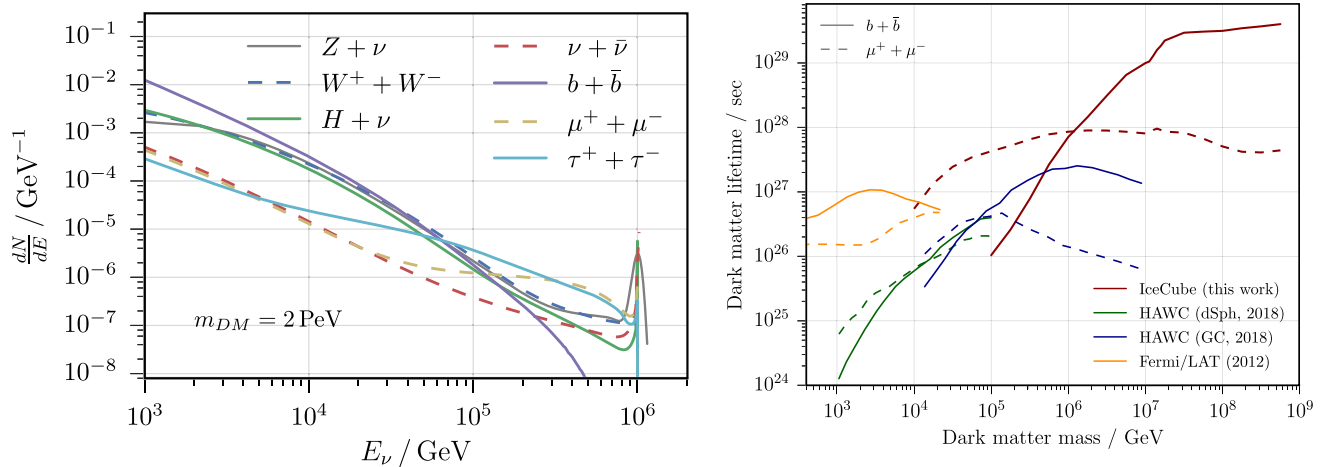 10⁻¹
10⁻²
10⁻³
10⁻⁴
10⁻⁵
10⁻⁶
10⁻⁷
10⁻⁸
dN/dE / GeV⁻¹
Z + ν
W⁺ + W⁻
H + ν
ν + ν̄
b + b̄
μ⁺ + μ⁻
τ⁺ + τ⁻
m_DM = 2 PeV
10³ 10⁴ 10⁵ 10⁶
E_ν / GeV
10²⁹
10²⁸
10²⁷
10²⁶
10²⁵
10²⁴
Dark matter lifetime / sec
b + b̄
μ⁺ + μ⁻
IceCube (this work)
HAWC (dSph, 2018)
HAWC (GC, 2018)
Fermi/LAT (2012)
10³ 10⁴ 10⁵ 10⁶ 10⁷ 10⁸ 10⁹
Dark matter mass / GeV